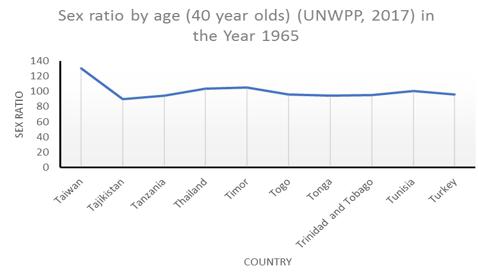 Sex ratio by age (40 year olds) (UNWPP, 2017) in
the Year 1965
140
120
100
80
60
40
20
0
SEX RATIO
Taiwan
Tajikistan
Tanzania
Thailand
Timor
Togo
Tonga
Trinidad and Tobago
Tunisia
Turkey
COUNTRY